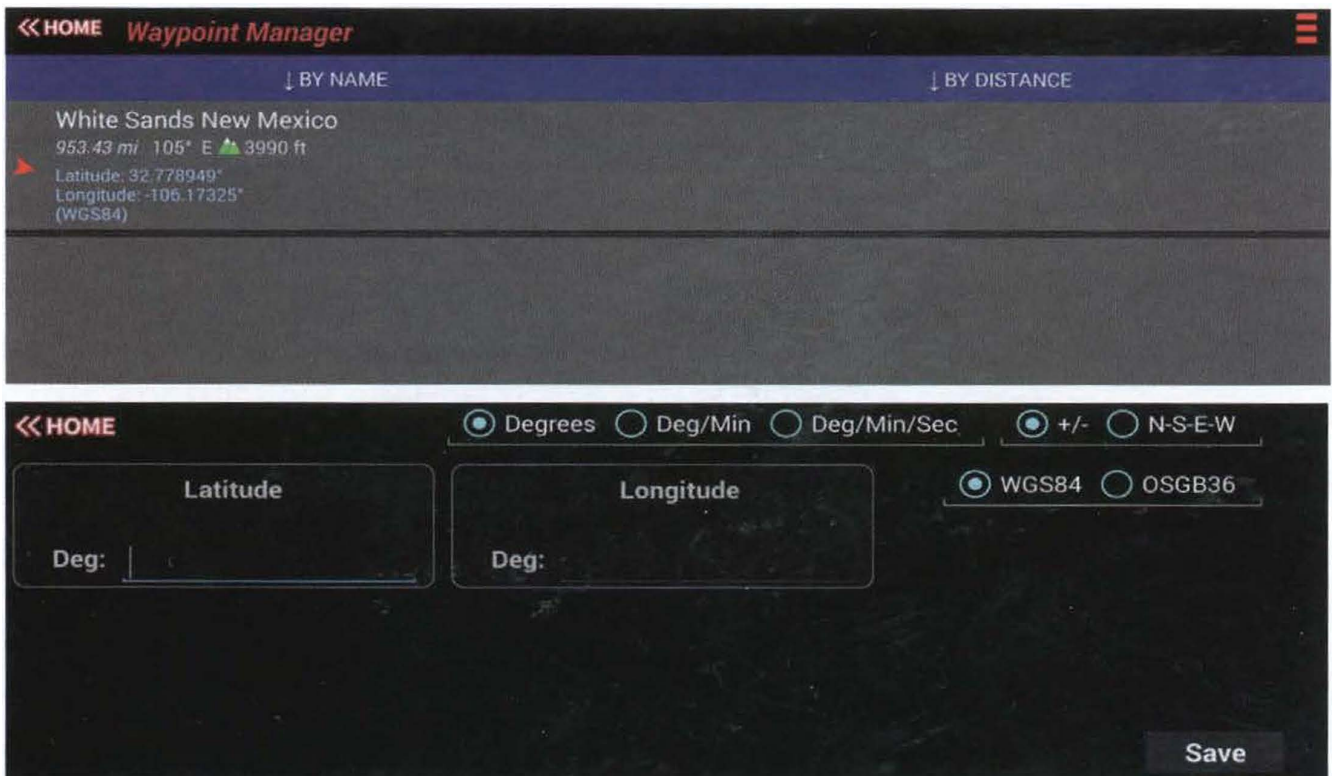 ≪HOME Waypoint Manager
↓ BY NAME ↓ BY DISTANCE
White Sands New Mexico
953.43 mi 105° E 3990 ft
Latitude: 32.778949°
Longitude: -106.17325°
(WGS84)
≪HOME Degrees Deg/Min Deg/Min/Sec +/- N-S-E-W
Latitude Longitude WGS84 OSGB36
Deg: Deg:
Save